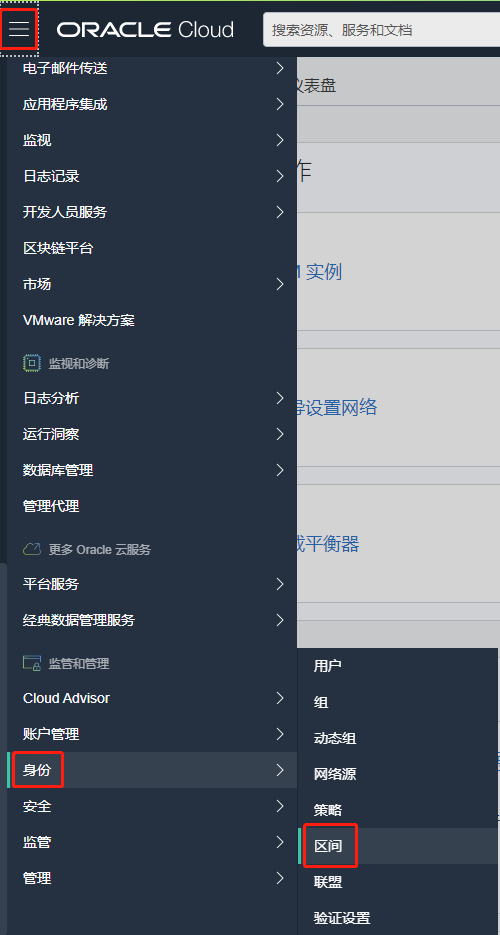 ORACLE Cloud
搜索资源、服务和文档
电子邮件传送
仪表盘
应用程序集成
监视
作
日志记录
开发人员服务
区块链平台
实例
市场
VMware 解决方案
监视和诊断
日志分析
设置网络
运行洞察
数据库管理
管理代理
平衡器
更多 Oracle 云服务
平台服务
经典数据管理服务
监管和管理
用户
Cloud Advisor
组
账户管理
动态组
身份
网络源
安全
策略
监管
区间
管理
联盟
验证设置